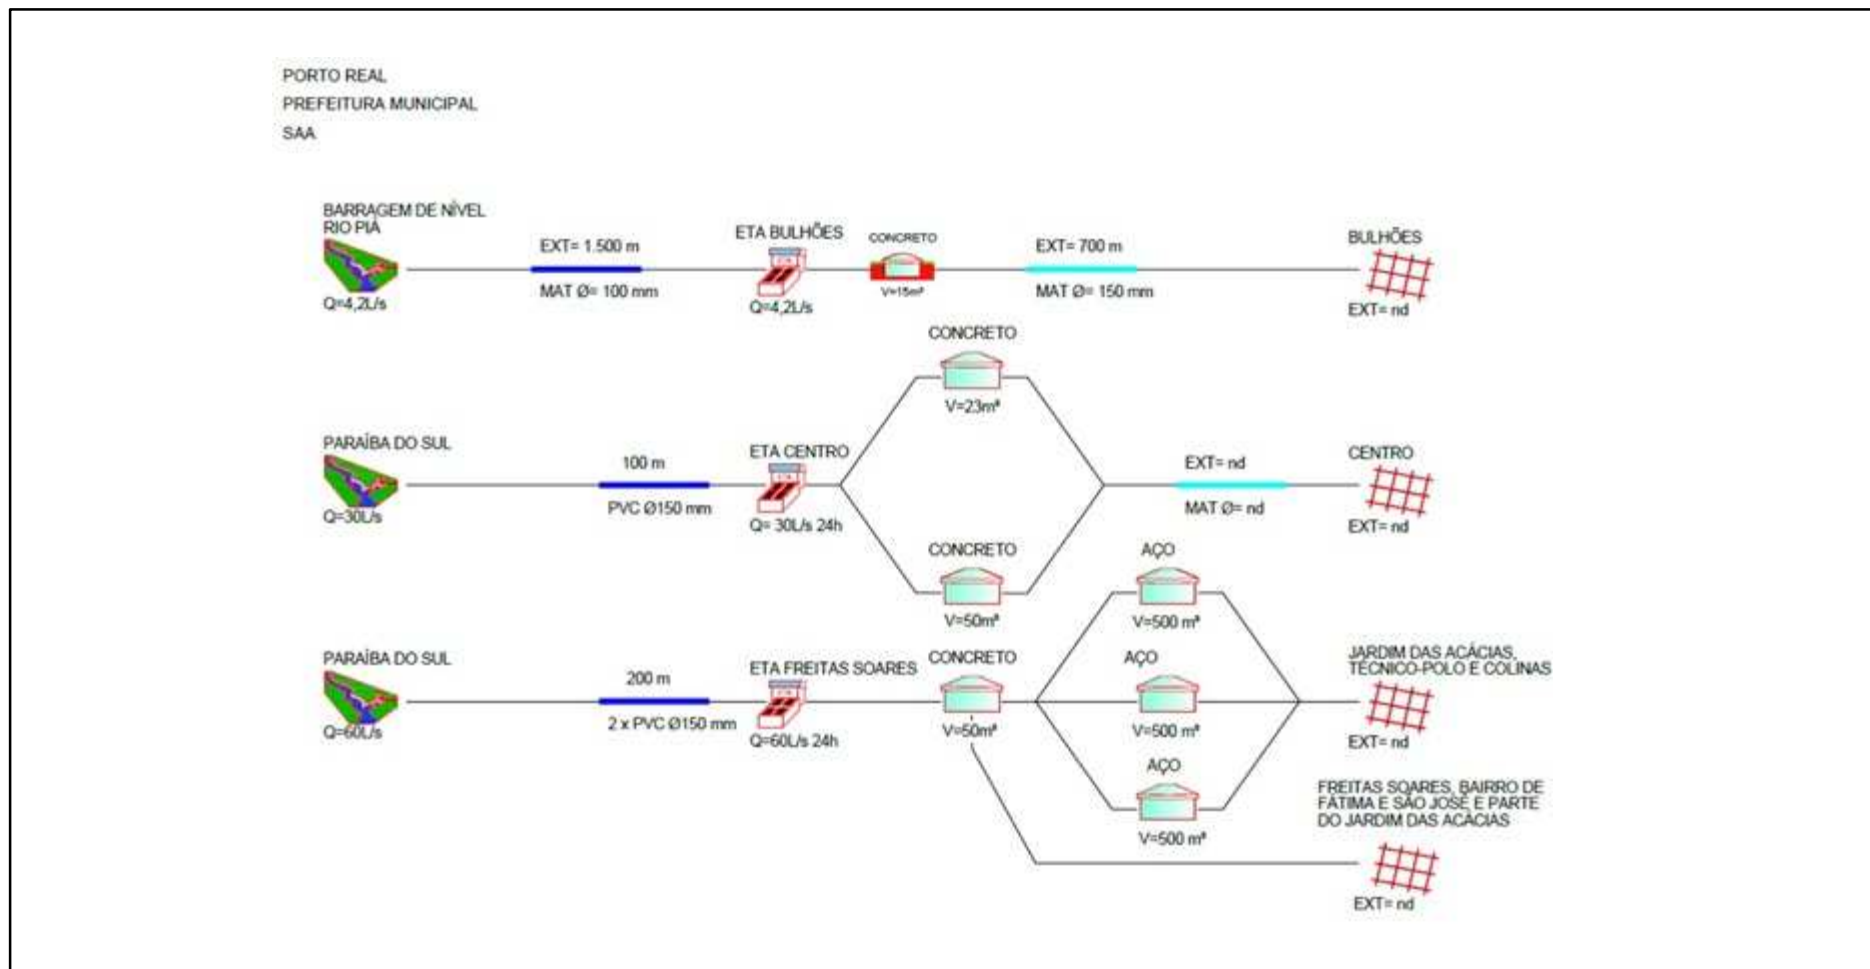 PORTO REAL
PREFEITURA MUNICIPAL
SAA
BARRAGEM DE NÍVEL
RIO PIÁ
Q=4,2L/s
EXT= 1.500 m
MAT Ø= 100 mm
ETA BULHÕES
Q=4,2L/s
CONCRETO
V=15m³
EXT= 700 m
MAT Ø= 150 mm
BULHÕES
EXT= nd
PARAÍBA DO SUL
Q=30L/s
100 m
PVC Ø150 mm
ETA CENTRO
Q= 30L/s 24h
CONCRETO
V=23m³
CONCRETO
V=50m³
EXT= nd
MAT Ø= nd
CENTRO
EXT= nd
PARAÍBA DO SUL
Q=60L/s
200 m
2 x PVC Ø150 mm
ETA FREITAS SOARES
Q=60L/s 24h
CONCRETO
V=50m³
AÇO
V=500 m³
AÇO
V=500 m³
AÇO
V=500 m³
JARDIM DAS ACÁCIAS,
TÉCNICO-POLO E COLINAS
EXT= nd
FREITAS SOARES, BAIRRO DE
FÁTIMA E SÃO JOSÉ E PARTE
DO JARDIM DAS ACÁCIAS
EXT= nd